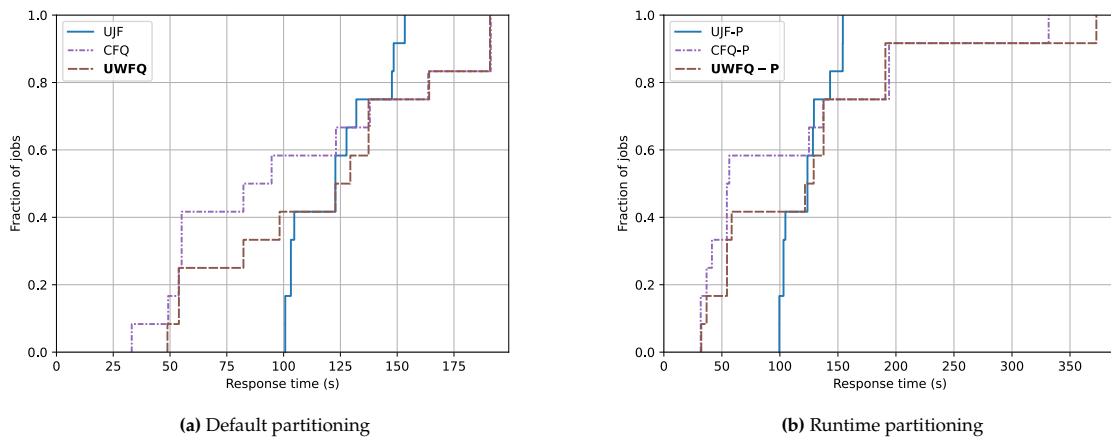 1.0
0.8
0.6
0.4
0.2
0.0
Fraction of jobs
UJF
CFQ
UWFQ
0 25 50 75 100 125 150 175
Response time (s)
(a) Default partitioning
1.0
0.8
0.6
0.4
0.2
0.0
Fraction of jobs
UJF-P
CFQ-P
UWFQ − P
0 50 100 150 200 250 300 350
Response time (s)
(b) Runtime partitioning